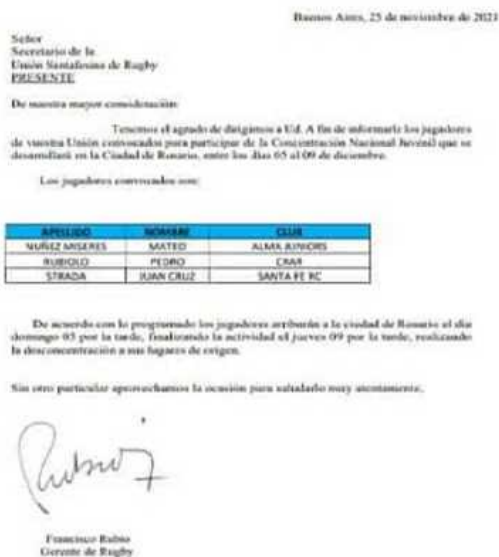 Buenos Aires, 25 de noviembre de 2021
Señor
Secretario de la
Unión Santafesina de Rugby
PRESENTE
De nuestra mayor consideración:
Tenemos el agrado de dirigirnos a Ud. A fin de informarle los jugadores
de vuestra Unión convocados para participar de la Concentración Nacional Juvenil que se
desarrollará en la Ciudad de Rosario, entre los días 05 al 09 de diciembre.
Los jugadores convocados son:
APELLIDO NOMBRE CLUB
NUÑEZ MISERES MATEO ALMA JUNIORS
RUBIOLO PEDRO CRAR
STRADA JUAN CRUZ SANTA FE RC
De acuerdo con lo programado los jugadores arribarán a la ciudad de Rosario el día
domingo 05 por la tarde, finalizando la actividad el jueves 09 por la tarde, realizando
la desconcentración a sus lugares de origen.
Sin otro particular aprovechamos la ocasión para saludarlo muy atentamente.
Francisco Rubio
Gerente de Rugby